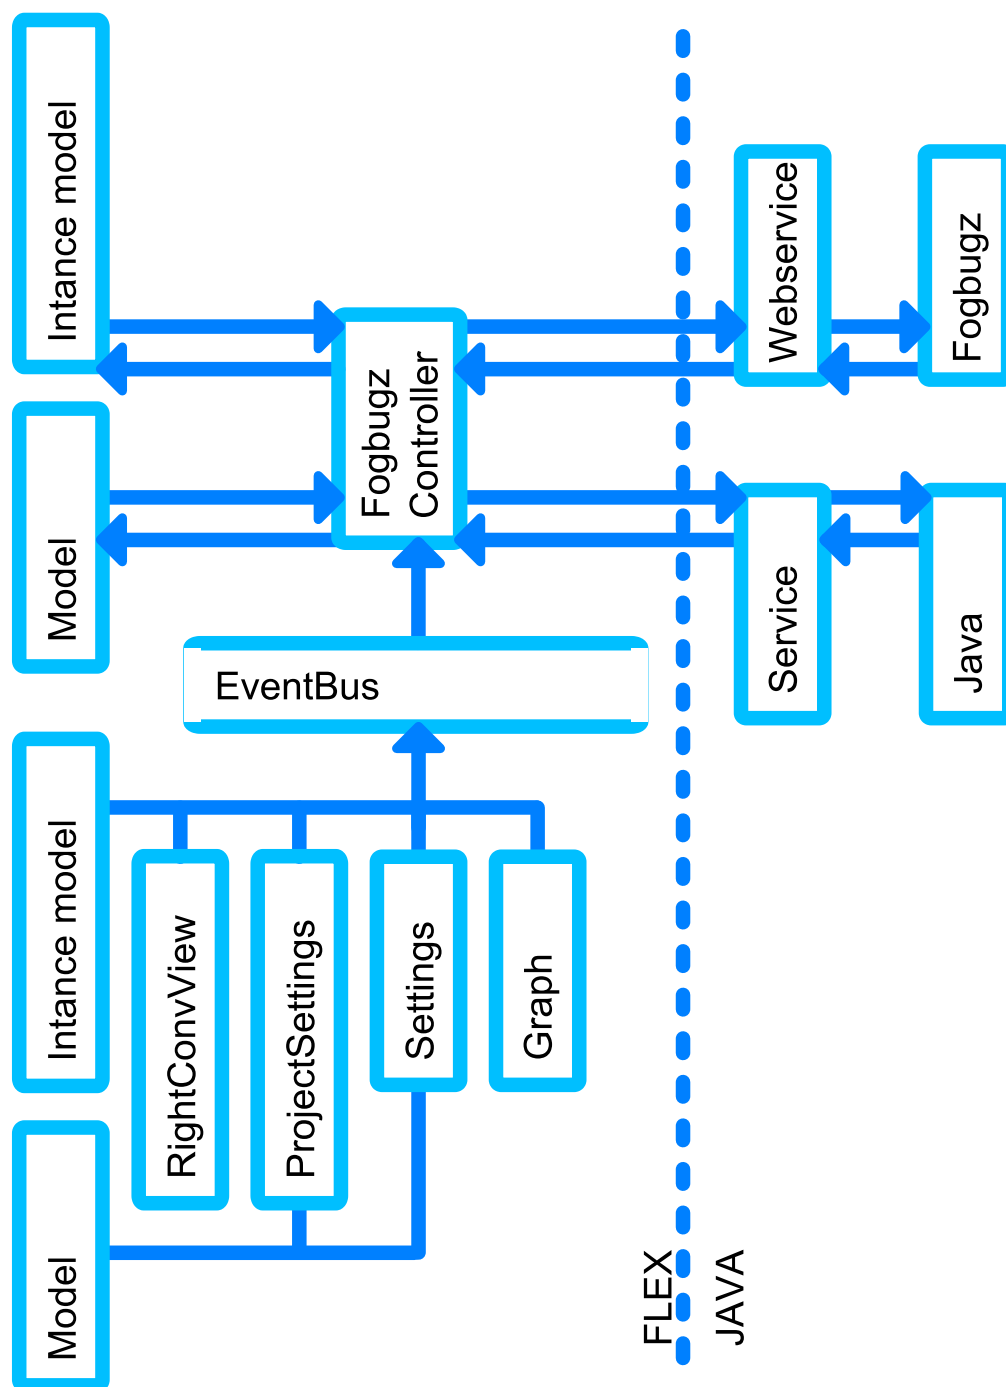 Model
Intance model
Model
Intance model
RightConvView
ProjectSettings
Settings
Graph
EventBus
Fogbugz
Controller
FLEX
JAVA
Service
Webservice
Java
Fogbugz